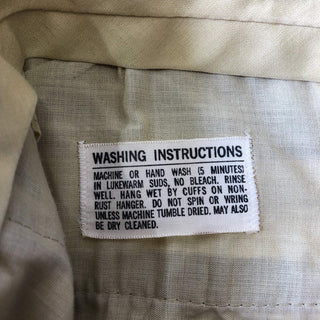 WASHING INSTRUCTIONS
MACHINE OR HAND WASH (5 MINUTES)
IN LUKEWARM SUDS, NO BLEACH. RINSE
WELL. HANG WET BY CUFFS ON NON-
RUST HANGER. DO NOT SPIN OR WRING
UNLESS MACHINE TUMBLE DRIED. MAY ALSO
BE DRY CLEANED.